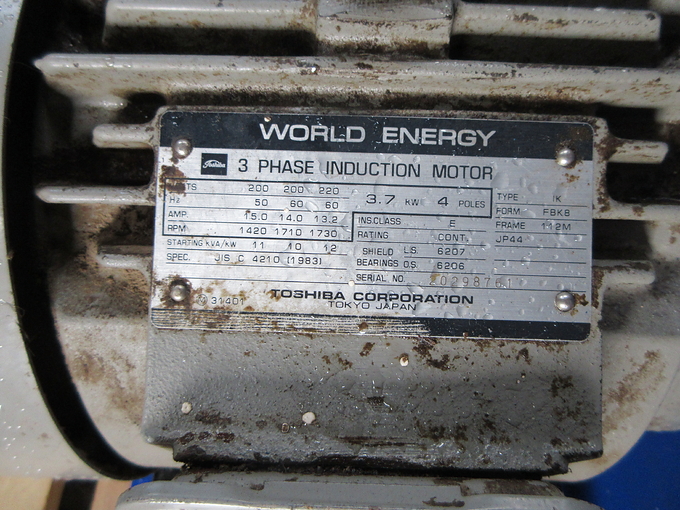 WORLD ENERGY
Toshiba 3 PHASE INDUCTION MOTOR
200 200 220
Hz 50 60 60
AMP. 15.0 14.0 13.2
RPM 1420 1710 1730
STARTING KVA/KW 11 10 12
SPEC. JIS C 4210 (1983)
3.7 KW 4 POLES
INS.CLASS E
RATING CONT.
SHIELD L.S. 6207
BEARINGS O.S. 6206
SERIAL NO.
TYPE IK
FORM FBK8
FRAME 112M
JP44
31401
TOSHIBA CORPORATION
TOKYO JAPAN